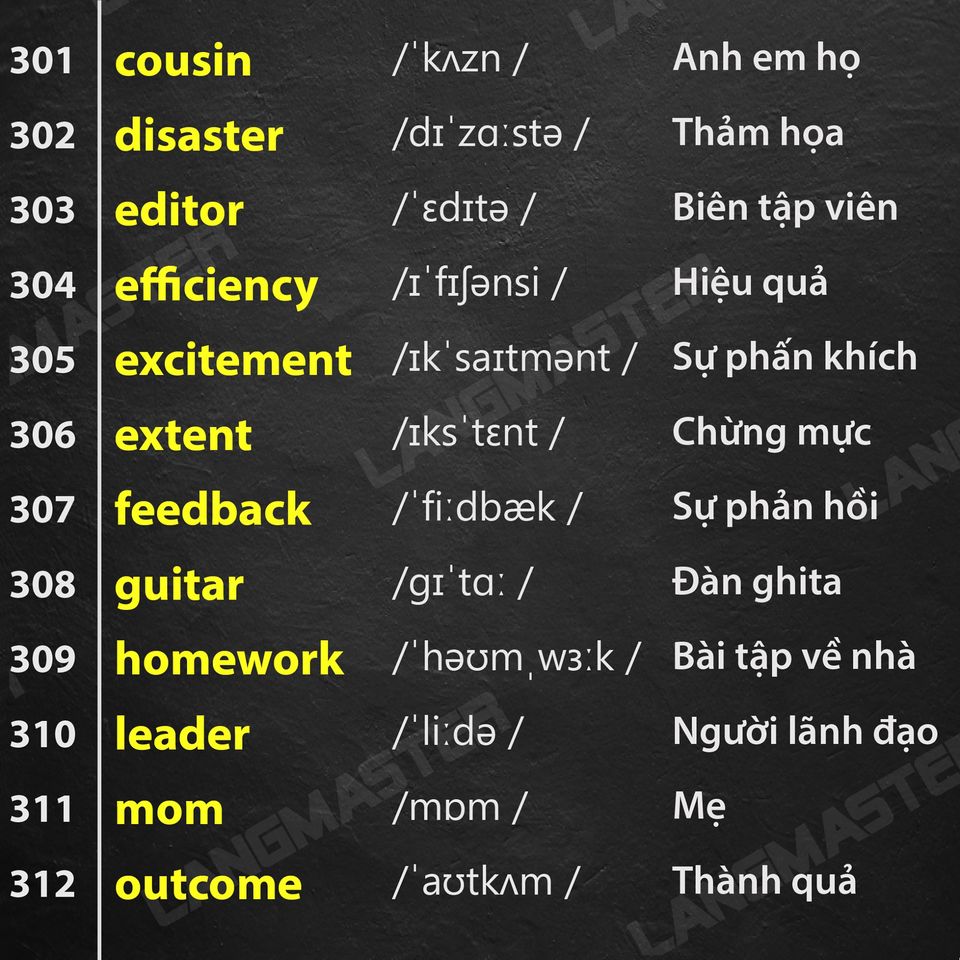 301 cousin /ˈkʌzn / Anh em họ
302 disaster /dɪˈzɑːstə / Thảm họa
303 editor /ˈɛdɪtə / Biên tập viên
304 efficiency /ɪˈfɪʃənsi / Hiệu quả
305 excitement /ɪkˈsaɪtmənt / Sự phấn khích
306 extent /ɪksˈtɛnt / Chừng mực
307 feedback /ˈfiːdbæk / Sự phản hồi
308 guitar /gɪˈtɑː / Đàn ghita
309 homework /ˈhəʊmˌwɜːk / Bài tập về nhà
310 leader /ˈliːdə / Người lãnh đạo
311 mom /mɒm / Mẹ
312 outcome /ˈaʊtkʌm / Thành quả
LANGMASTER
LANGMASTER
LANGMASTER